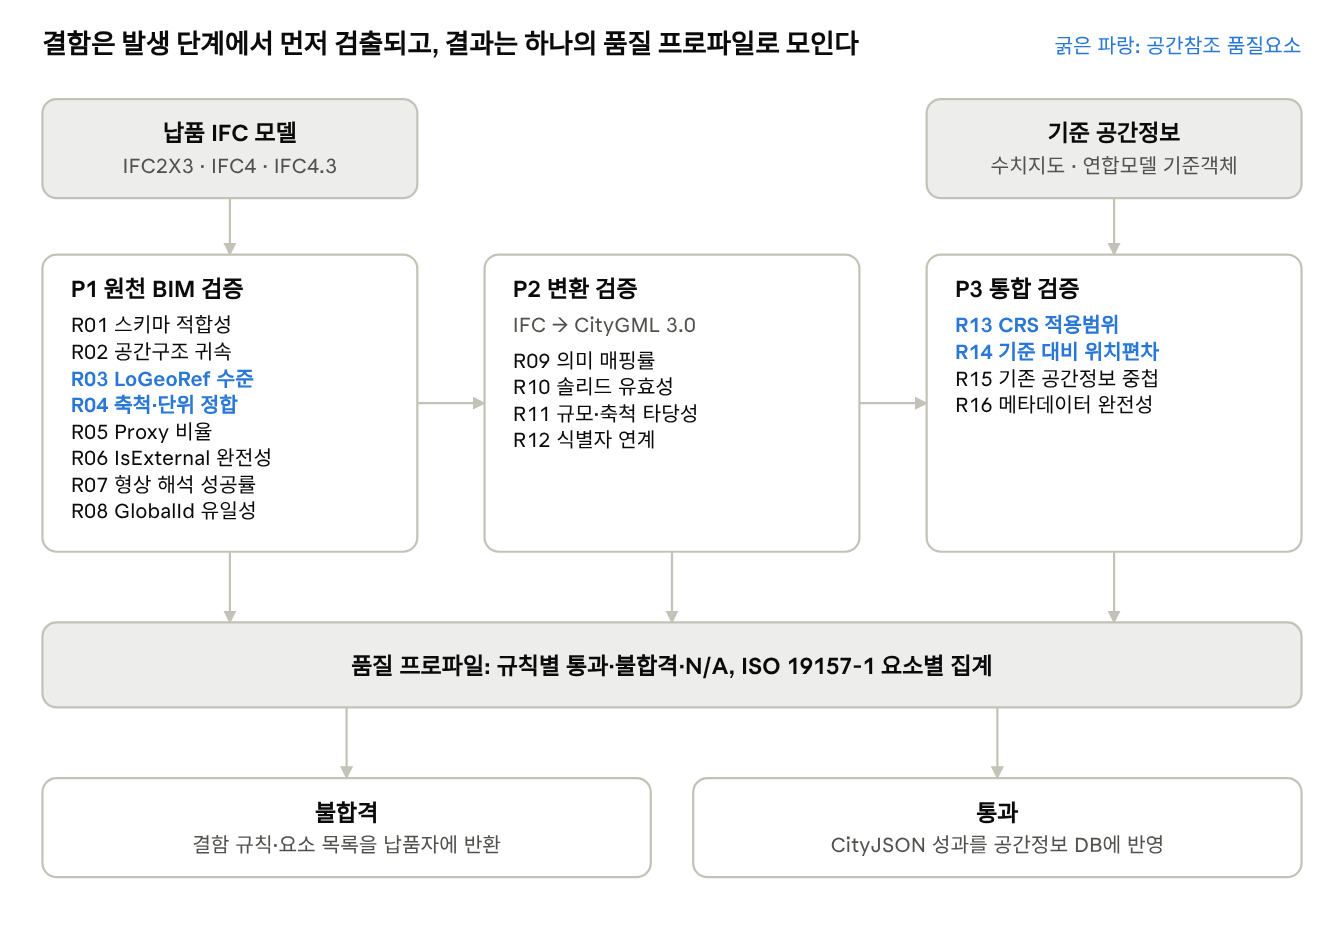 결함은 발생 단계에서 먼저 검출되고, 결과는 하나의 품질 프로파일로 모인다
굵은 파랑: 공간참조 품질요소
납품 IFC 모델
IFC2X3 · IFC4 · IFC4.3
기준 공간정보
수치지도 · 연합모델 기준객체
P1 원천 BIM 검증
R01 스키마 적합성
R02 공간구조 귀속
R03 LoGeoRef 수준
R04 축척·단위 정합
R05 Proxy 비율
R06 IsExternal 완전성
R07 형상 해석 성공률
R08 GlobalId 유일성
P2 변환 검증
IFC → CityGML 3.0
R09 의미 매핑률
R10 솔리드 유효성
R11 규모·축척 타당성
R12 식별자 연계
P3 통합 검증
R13 CRS 적용범위
R14 기준 대비 위치편차
R15 기존 공간정보 중첩
R16 메타데이터 완전성
품질 프로파일: 규칙별 통과·불합격·N/A, ISO 19157-1 요소별 집계
불합격
결함 규칙·요소 목록을 납품자에 반환
통과
CityJSON 성과를 공간정보 DB에 반영